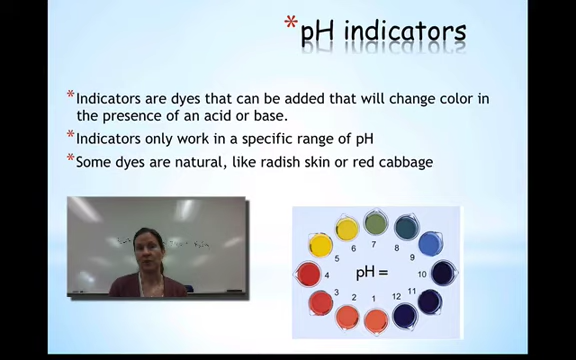 *pH indicators
*Indicators are dyes that can be added that will change color in
the presence of an acid or base.
*Indicators only work in a specific range of pH
*Some dyes are natural, like radish skin or red cabbage
7
6
8
5
9
4
pH =
10
3
11
2
1
12